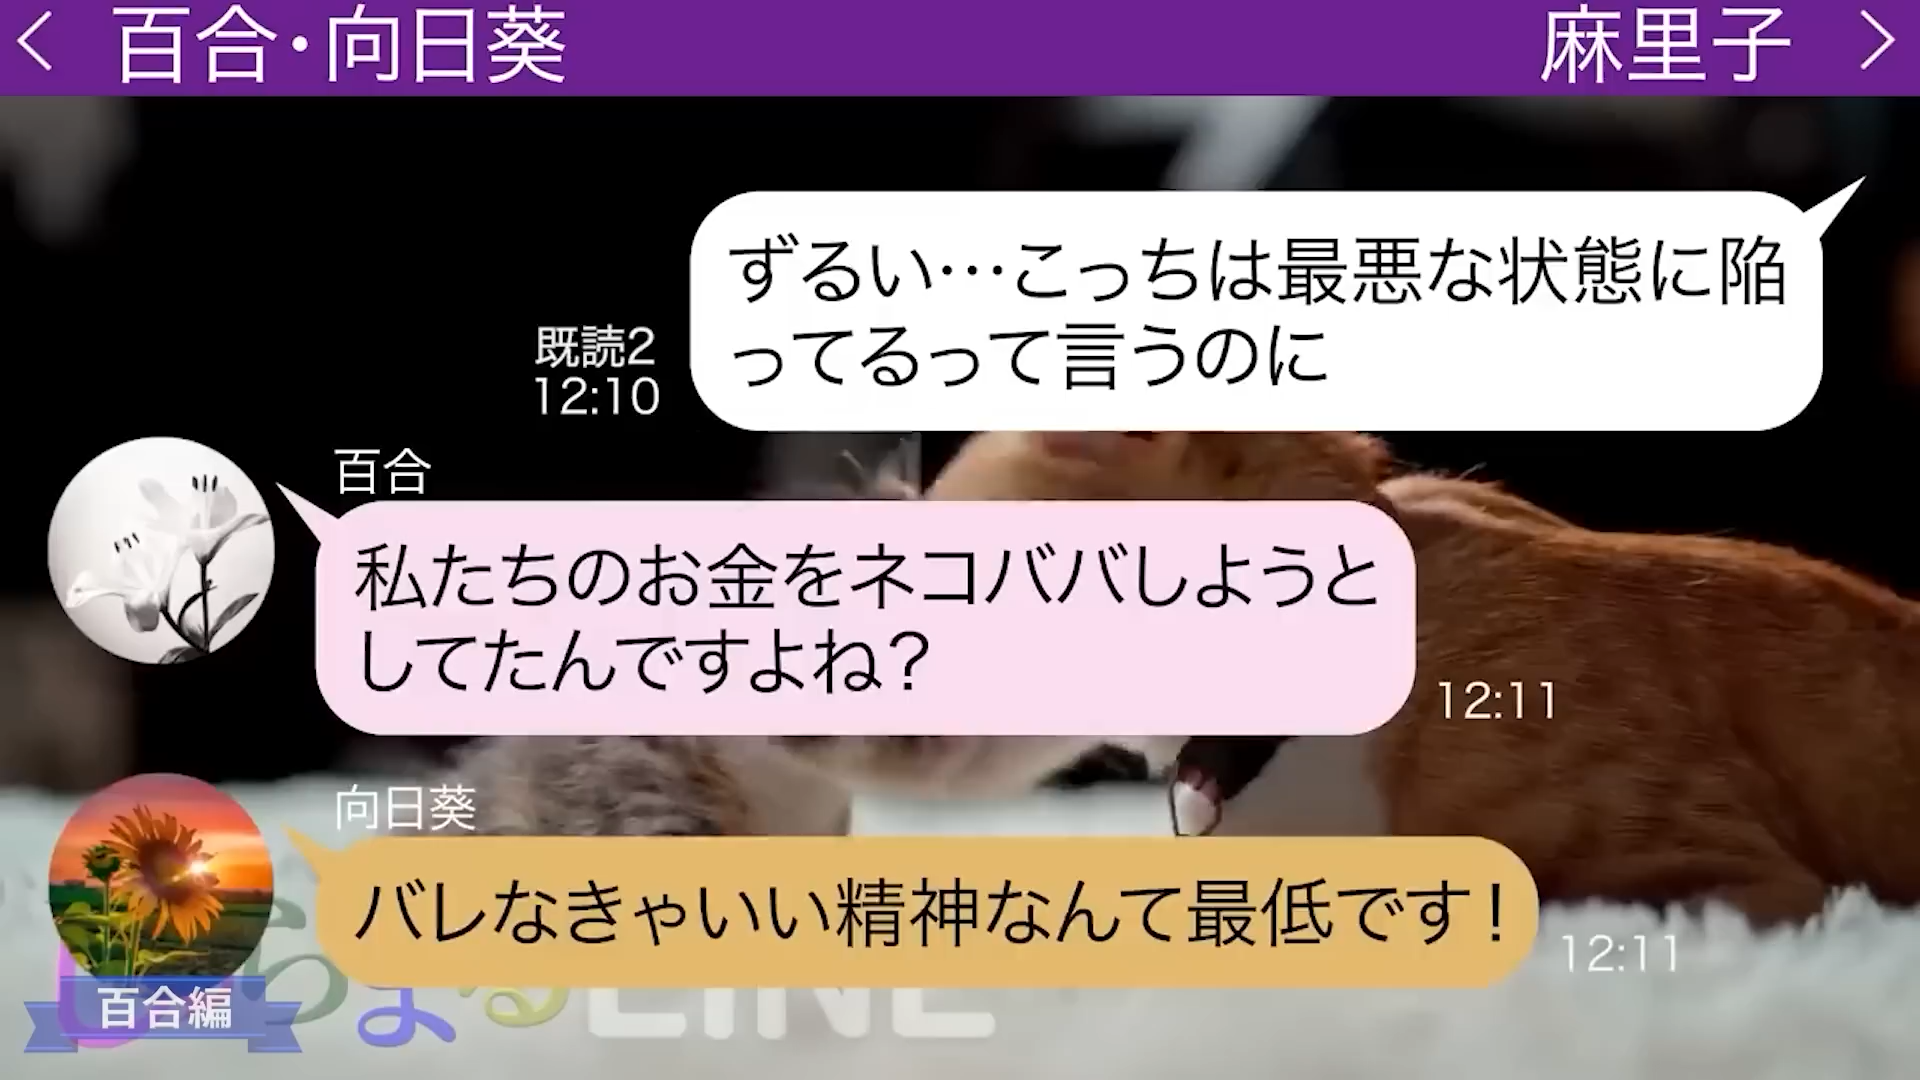 百合・向日葵
麻里子
ずるい…こっちは最悪な状態に陥
ってるって言うのに
既読2
12:10
百合
私たちのお金をネコババしようと
してたんですよね？
12:11
向日葵
バレなきゃいい精神なんて最低です！
12:11
百合編
LINE